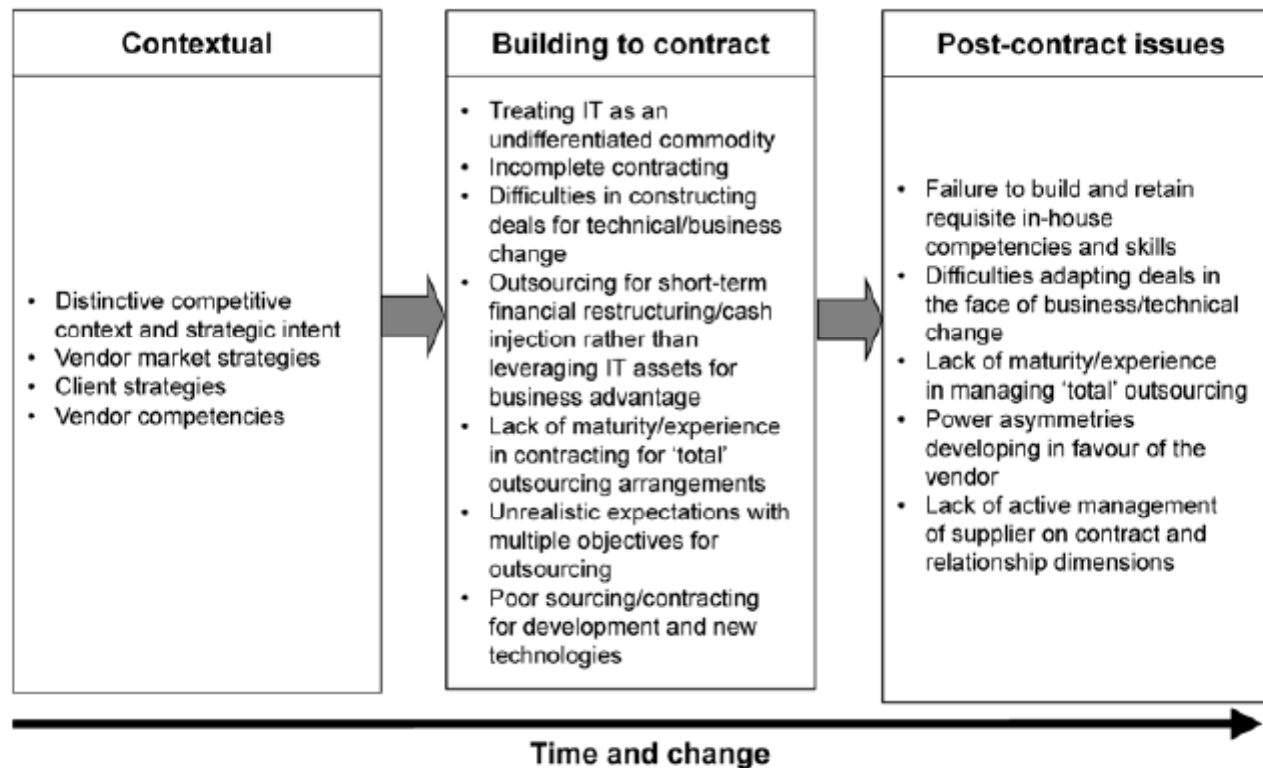 Contextual
• Distinctive competitive
context and strategic intent
• Vendor market strategies
• Client strategies
• Vendor competencies
Building to contract
• Treating IT as an
undifferentiated commodity
• Incomplete contracting
• Difficulties in constructing
deals for technical/business
change
• Outsourcing for short-term
financial restructuring/cash
injection rather than
leveraging IT assets for
business advantage
• Lack of maturity/experience
in contracting for ‘total’
outsourcing arrangements
• Unrealistic expectations with
multiple objectives for
outsourcing
• Poor sourcing/contracting
for development and new
technologies
Post-contract issues
• Failure to build and retain
requisite in-house
competencies and skills
• Difficulties adapting deals in
the face of business/technical
change
• Lack of maturity/experience
in managing ‘total’ outsourcing
• Power asymmetries
developing in favour of the
vendor
• Lack of active management
of supplier on contract and
relationship dimensions
Time and change